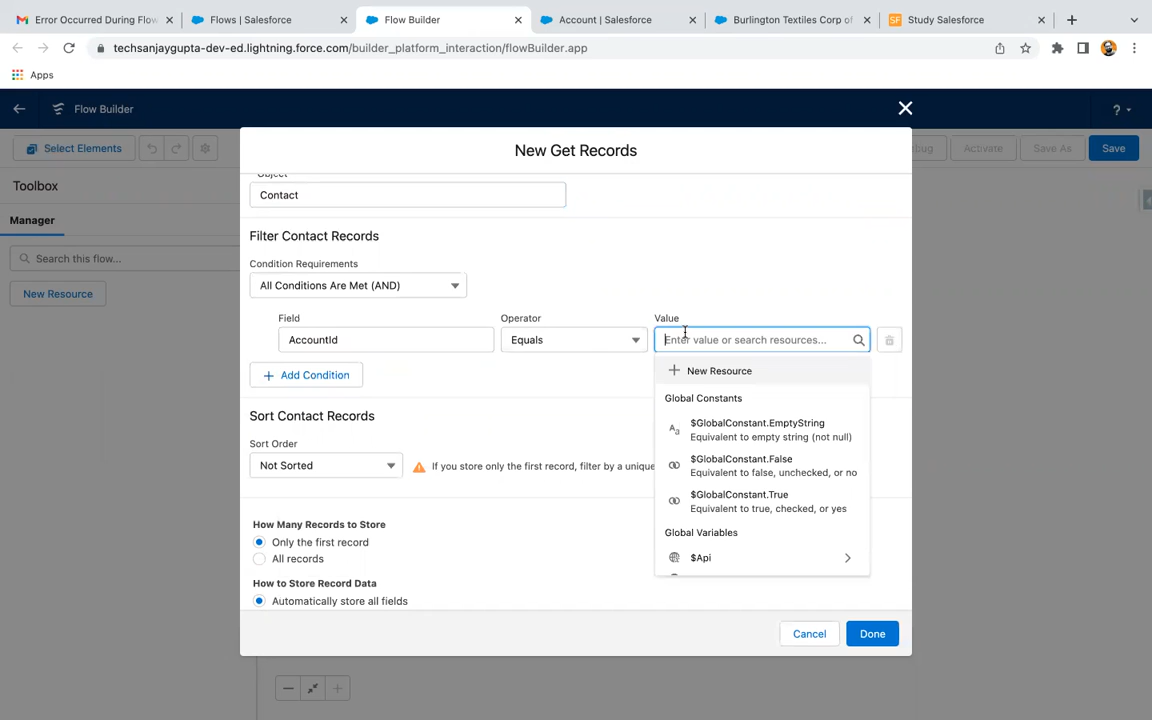 Error Occurred During Flow
Flows | Salesforce
Flow Builder
Account | Salesforce
Burlington Textiles Corp of
Study Salesforce
techsanjaygupta-dev-ed.lightning.force.com/builder_platform_interaction/flowBuilder.app
Apps
Flow Builder
?
Select Elements
Activate
Save As
Save
Toolbox
Manager
Search this flow...
New Resource
New Get Records
Object
Contact
Filter Contact Records
Condition Requirements
All Conditions Are Met (AND)
Field
Operator
Value
AccountId
Equals
Enter value or search resources...
Add Condition
New Resource
Global Constants
$GlobalConstant.EmptyString
Equivalent to empty string (not null)
$GlobalConstant.False
Equivalent to false, unchecked, or no
$GlobalConstant.True
Equivalent to true, checked, or yes
Global Variables
$Api
Sort Contact Records
Sort Order
Not Sorted
If you store only the first record, filter by a unique
How Many Records to Store
Only the first record
All records
How to Store Record Data
Automatically store all fields
Cancel
Done